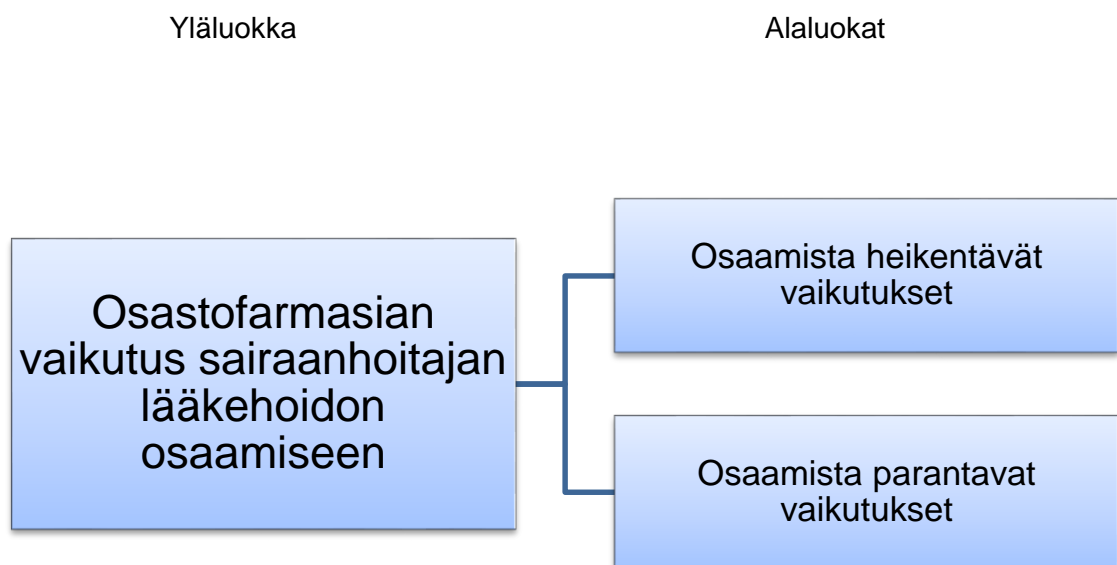 Yläluokka
Alaluokat
Osastofarmasian
vaikutus sairaanhoitajan
lääkehoidon
osaamiseen
Osaamista heikentävät
vaikutukset
Osaamista parantavat
vaikutukset